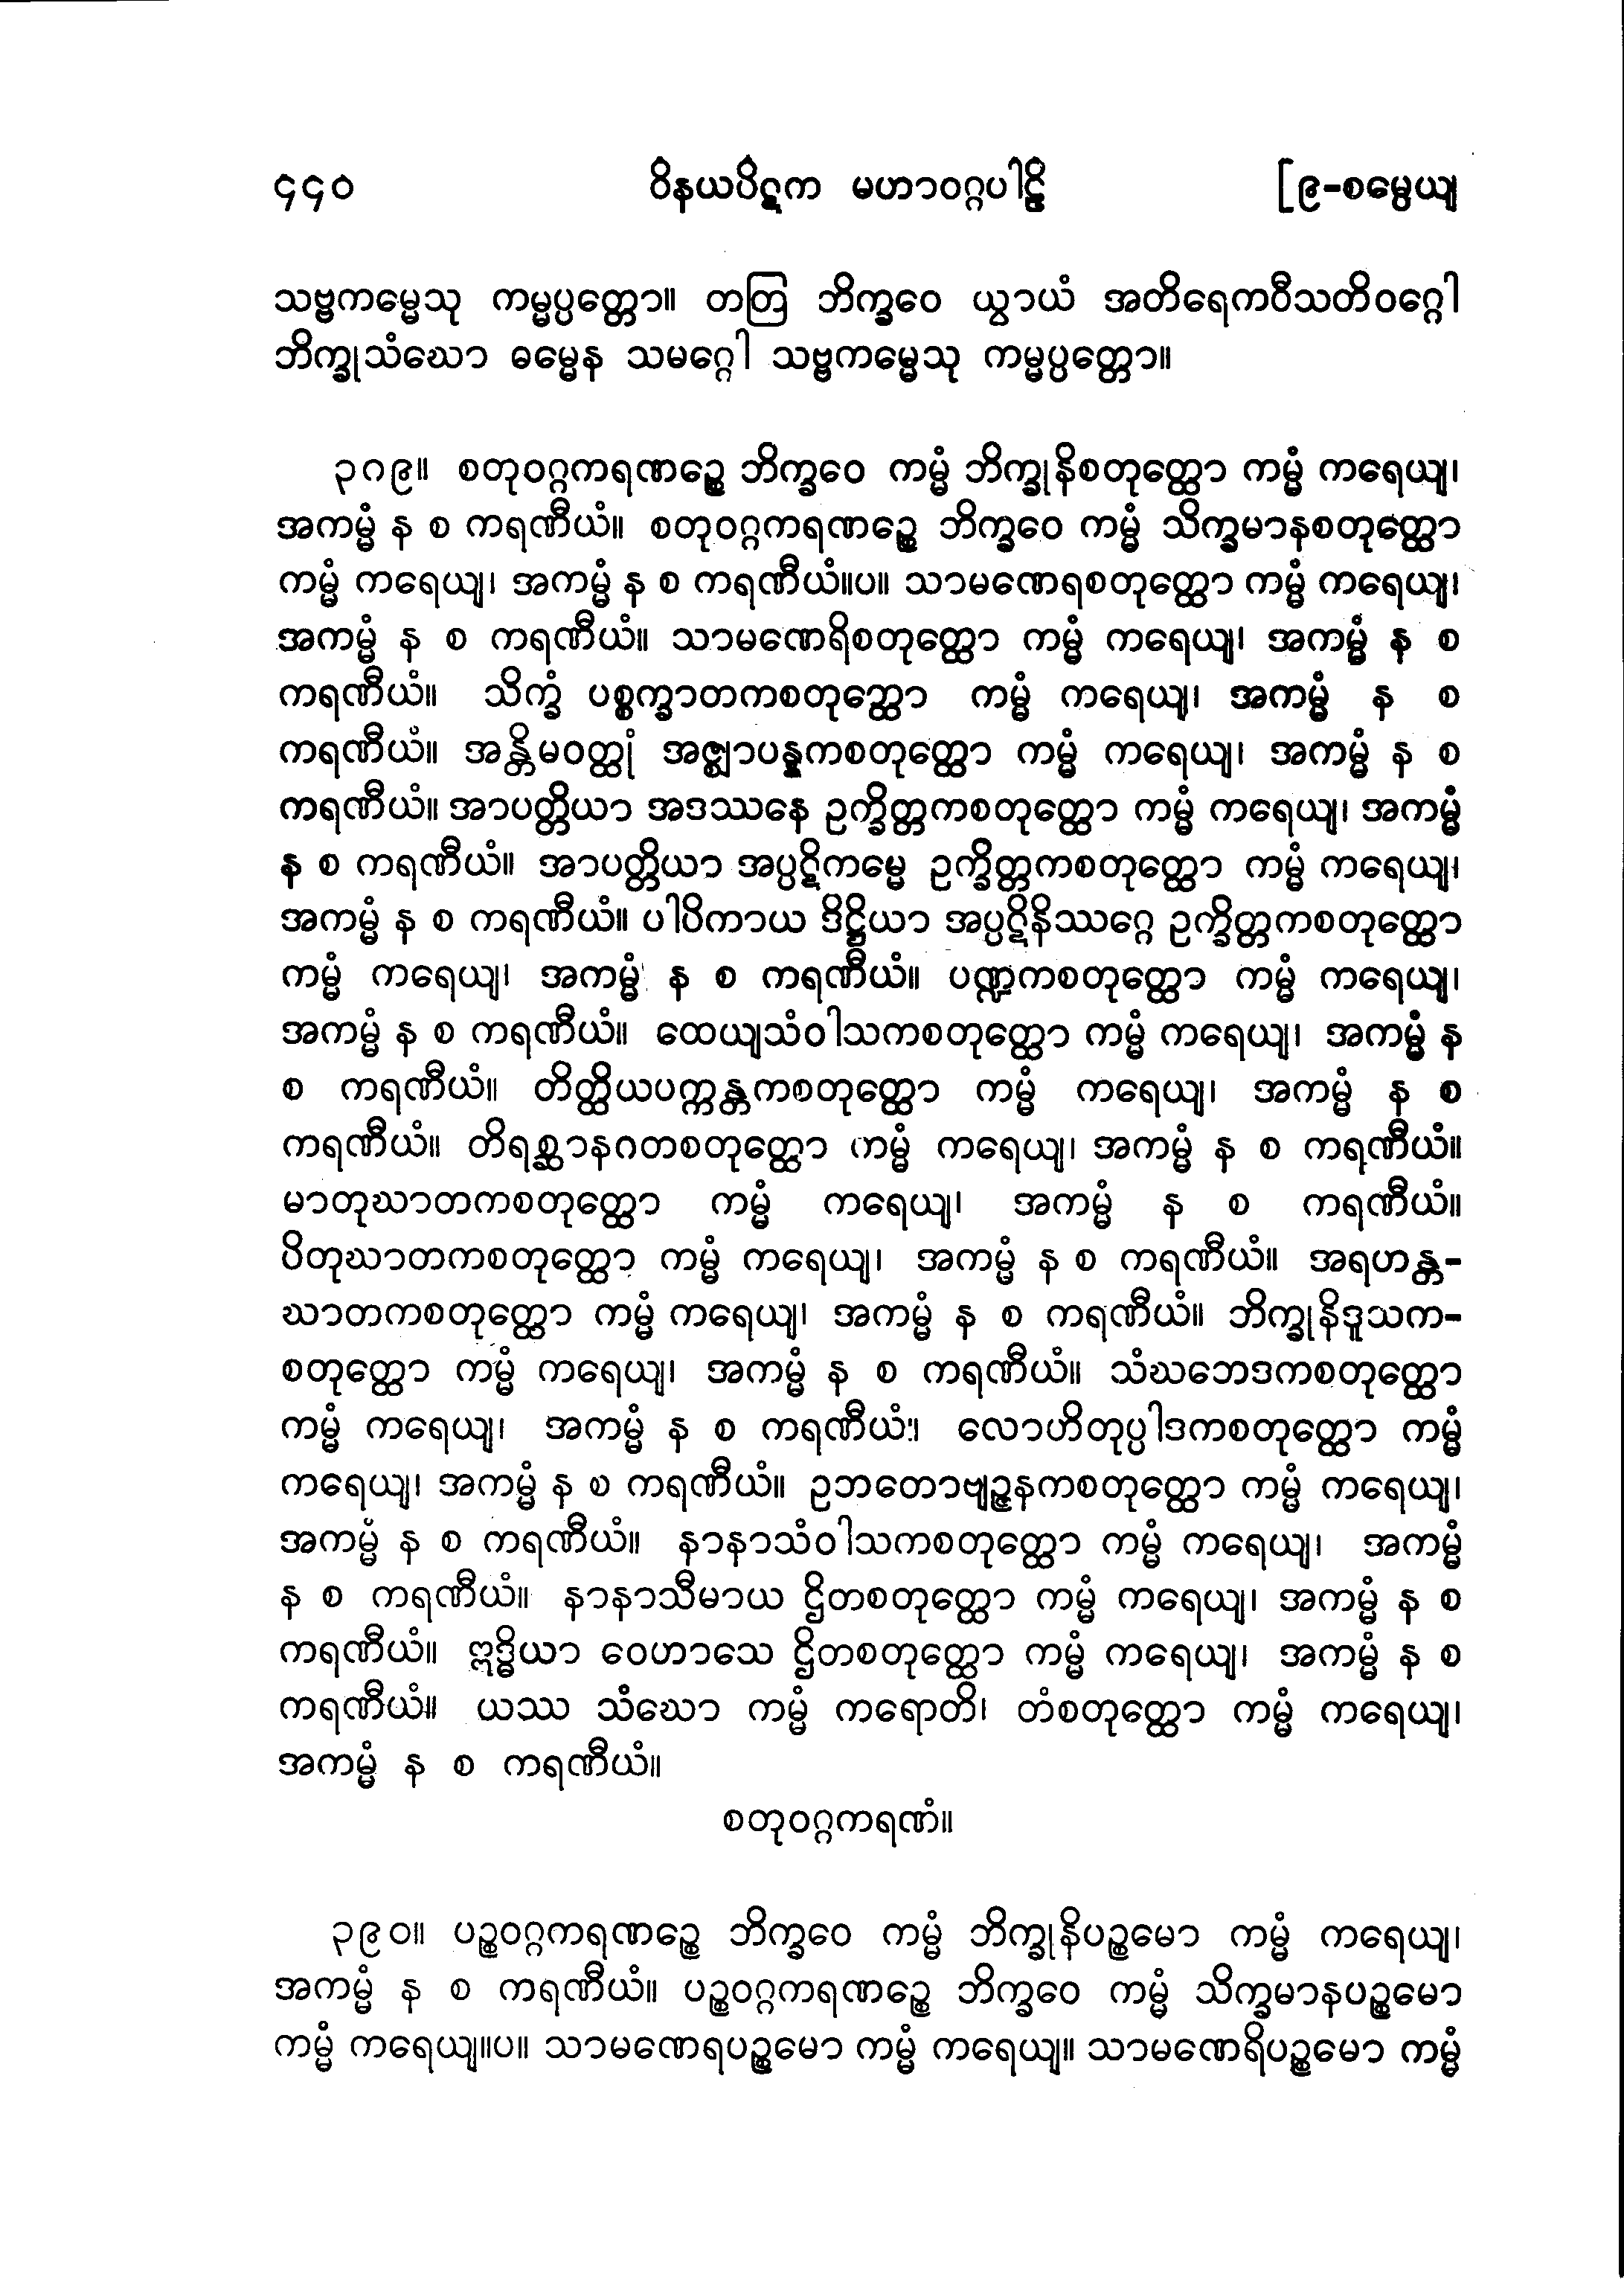 ၄၄၀ ဝိနယပိဋက မဟာဝဂ္ဂပါဠိ [၉-စမ္ပေယျ
သဗ္ဗကမ္မေသု ကမ္မပ္ပတ္တော။ တတြ ဘိက္ခဝေ ယွာယံ အတိရေကဝီသတိဝဂ္ဂေါ
ဘိက္ခုသံဃော ဓမ္မေန သမဂ္ဂေါ သဗ္ဗကမ္မေသု ကမ္မပ္ပတ္တော။
၃၈၉။ စတုဝဂ္ဂကရဏဉ္စေ ဘိက္ခဝေ ကမ္မံ ဘိက္ခုနိစတုတ္ထော ကမ္မံ ကရေယျ၊
အကမ္မံ န စ ကရဏီယံ။ စတုဝဂ္ဂကရဏဉ္စေ ဘိက္ခဝေ ကမ္မံ သိက္ခမာနစတုတ္ထော
ကမ္မံ ကရေယျ၊ အကမ္မံ န စ ကရဏီယံ။ပ။ သာမဏေရစတုတ္ထော ကမ္မံ ကရေယျ၊
အကမ္မံ န စ ကရဏီယံ။ သာမဏေရိစတုတ္ထော ကမ္မံ ကရေယျ၊ အကမ္မံ န စ
ကရဏီယံ။ သိက္ခံ ပစ္စက္ခာတကစတုတ္ထော ကမ္မံ ကရေယျ၊ အကမ္မံ န စ
ကရဏီယံ။ အန္တိမဝတ္ထုံ အဇ္ဈာပန္နကစတုတ္ထော ကမ္မံ ကရေယျ၊ အကမ္မံ န စ
ကရဏီယံ။ အာပတ္တိယာ အဒဿနေ ဥက္ခိတ္တကစတုတ္ထော ကမ္မံ ကရေယျ၊ အကမ္မံ
န စ ကရဏီယံ။ အာပတ္တိယာ အပ္ပဋိကမ္မေ ဥက္ခိတ္တကစတုတ္ထော ကမ္မံ ကရေယျ၊
အကမ္မံ န စ ကရဏီယံ။ ပါပိကာယ ဒိဋ္ဌိယာ အပ္ပဋိနိဿဂ္ဂေ ဥက္ခိတ္တကစတုတ္ထော
ကမ္မံ ကရေယျ၊ အကမ္မံ န စ ကရဏီယံ။ ပဏ္ဍကစတုတ္ထော ကမ္မံ ကရေယျ၊
အကမ္မံ န စ ကရဏီယံ။ ထေယျသံဝါသကစတုတ္ထော ကမ္မံ ကရေယျ၊ အကမ္မံ န
စ ကရဏီယံ။ တိတ္ထိယပက္ကန္တကစတုတ္ထော ကမ္မံ ကရေယျ၊ အကမ္မံ န စ
ကရဏီယံ။ တိရစ္ဆာနဂတစတုတ္ထော ကမ္မံ ကရေယျ၊ အကမ္မံ န စ ကရဏီယံ။
မာတုဃာတကစတုတ္ထော ကမ္မံ ကရေယျ၊ အကမ္မံ န စ ကရဏီယံ။
ပိတုဃာတကစတုတ္ထော ကမ္မံ ကရေယျ၊ အကမ္မံ န စ ကရဏီယံ။ အရဟန္တ-
ဃာတကစတုတ္ထော ကမ္မံ ကရေယျ၊ အကမ္မံ န စ ကရဏီယံ။ ဘိက္ခုနိဒူသက-
စတုတ္ထော ကမ္မံ ကရေယျ၊ အကမ္မံ န စ ကရဏီယံ။ သံဃဘေဒကစတုတ္ထော
ကမ္မံ ကရေယျ၊ အကမ္မံ န စ ကရဏီယံ။ လောဟိတုပ္ပါဒကစတုတ္ထော ကမ္မံ
ကရေယျ၊ အကမ္မံ န စ ကရဏီယံ။ ဥဘတောဗျဉ္ဇနကစတုတ္ထော ကမ္မံ ကရေယျ၊
အကမ္မံ န စ ကရဏီယံ။ နာနာသံဝါသကစတုတ္ထော ကမ္မံ ကရေယျ၊ အကမ္မံ
န စ ကရဏီယံ။ နာနာသီမာယ ဌိတစတုတ္ထော ကမ္မံ ကရေယျ၊ အကမ္မံ န စ
ကရဏီယံ။ ဣဒ္ဓိယာ ဝေဟာသေ ဌိတစတုတ္ထော ကမ္မံ ကရေယျ၊ အကမ္မံ န စ
ကရဏီယံ။ ယဿ သံဃော ကမ္မံ ကရောတိ၊ တံစတုတ္ထော ကမ္မံ ကရေယျ၊
အကမ္မံ န စ ကရဏီယံ။
စတုဝဂ္ဂကရဏံ။
၃၉၀။ ပဉ္စဝဂ္ဂကရဏဉ္စေ ဘိက္ခဝေ ကမ္မံ ဘိက္ခုနိပဉ္စမော ကမ္မံ ကရေယျ၊
အကမ္မံ န စ ကရဏီယံ။ ပဉ္စဝဂ္ဂကရဏဉ္စေ ဘိက္ခဝေ ကမ္မံ သိက္ခမာနပဉ္စမော
ကမ္မံ ကရေယျ။ပ။ သာမဏေရပဉ္စမော ကမ္မံ ကရေယျ။ သာမဏေရိပဉ္စမော ကမ္မံ